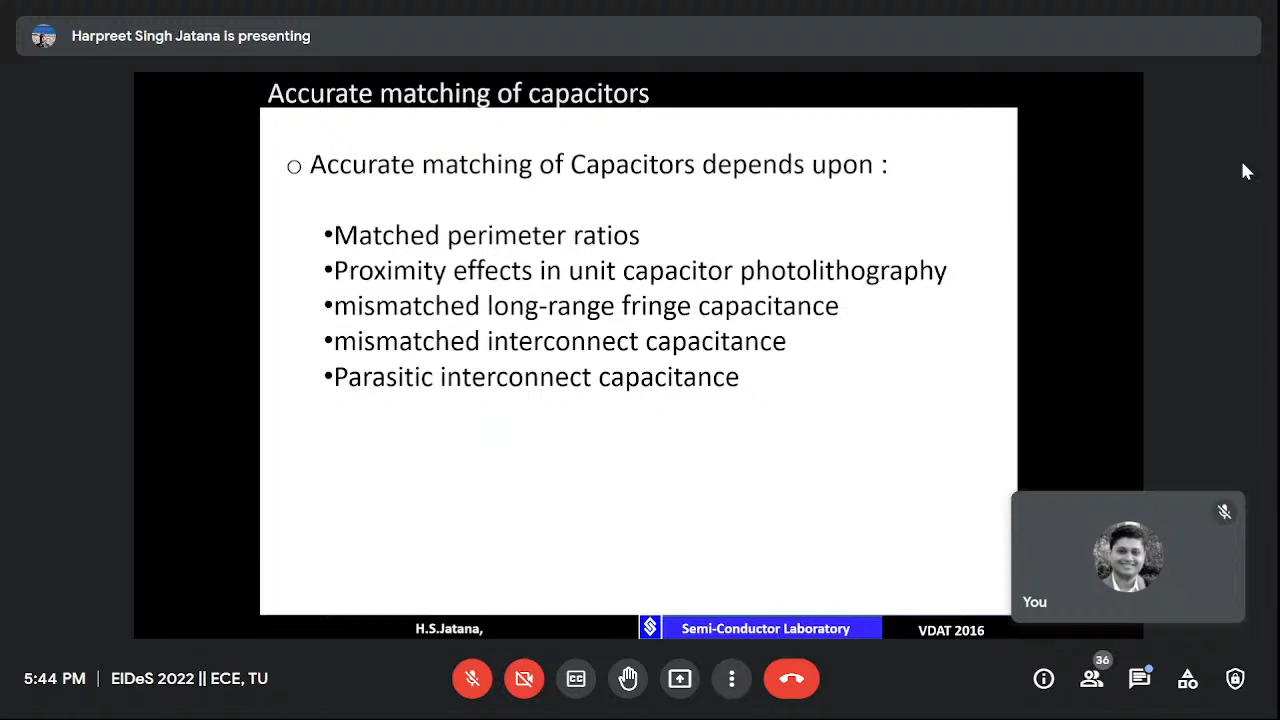 Harpreet Singh Jatana is presenting
Accurate matching of capacitors
o Accurate matching of Capacitors depends upon :
•Matched perimeter ratios
•Proximity effects in unit capacitor photolithography
•mismatched long-range fringe capacitance
•mismatched interconnect capacitance
•Parasitic interconnect capacitance
You
H.S.Jatana,
Semi-Conductor Laboratory
VDAT 2016
5:44 PM | EIDeS 2022 || ECE, TU
CC
36